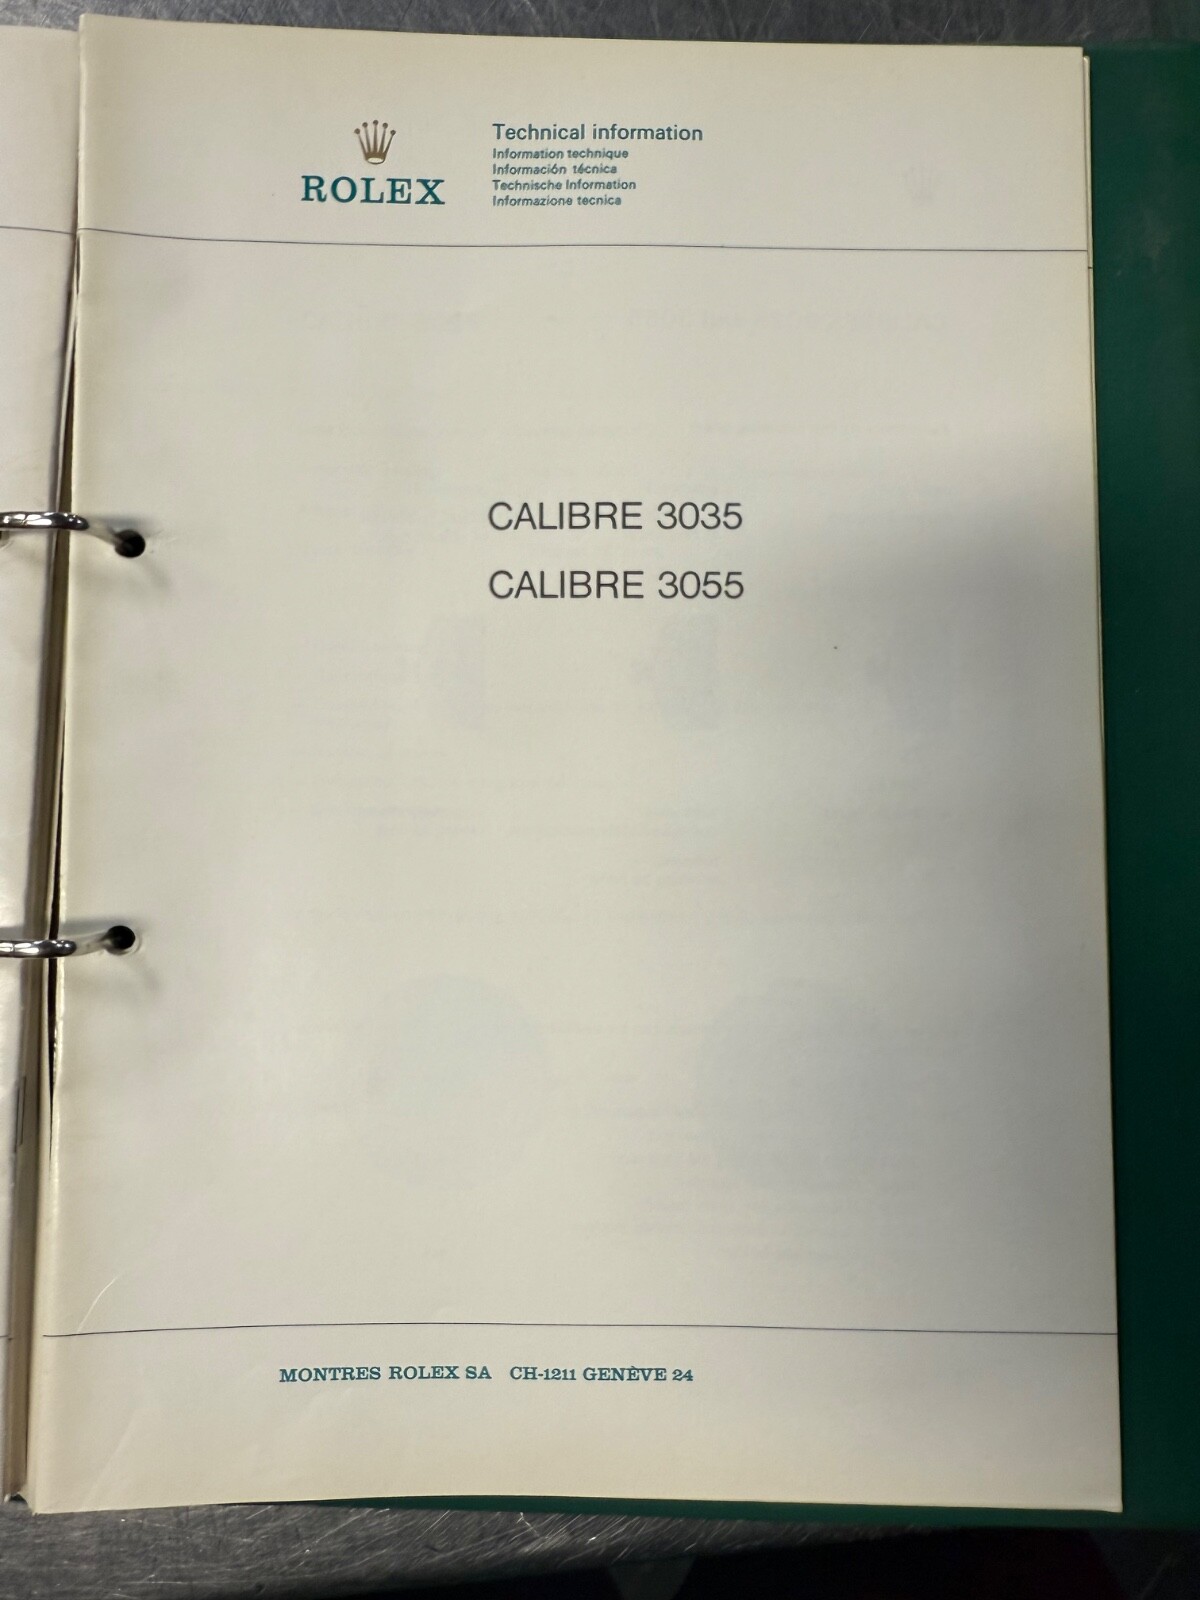 ROLEX
Technical information
Information technique
Información técnica
Technische Information
Informazione tecnica
CALIBRE 3035
CALIBRE 3055
MONTRES ROLEX SA CH-1211 GENÈVE 24